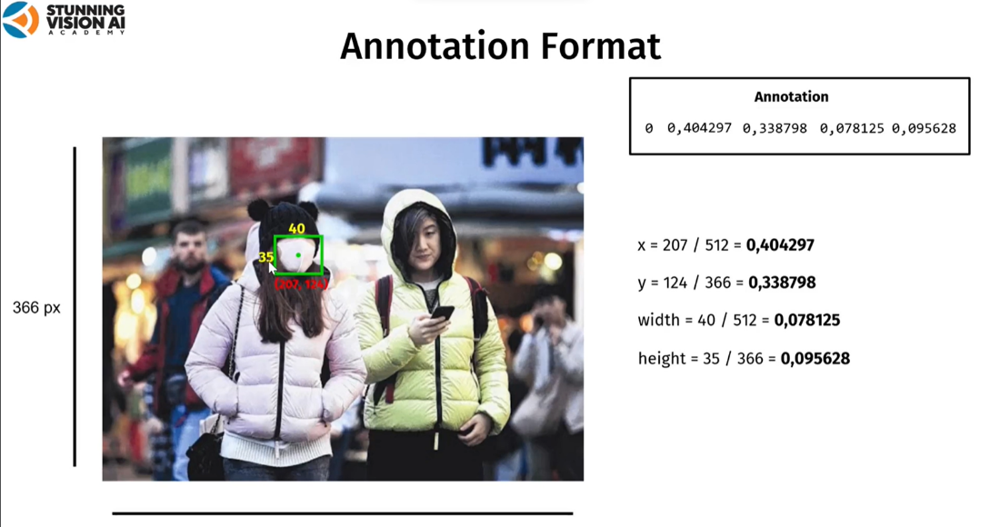 STUNNING
VISION AI
ACADEMY
Annotation Format
Annotation
0 0,404297 0,338798 0,078125 0,095628
40
35
(207, 124)
366 px
x = 207 / 512 = 0,404297
y = 124 / 366 = 0,338798
width = 40 / 512 = 0,078125
height = 35 / 366 = 0,095628